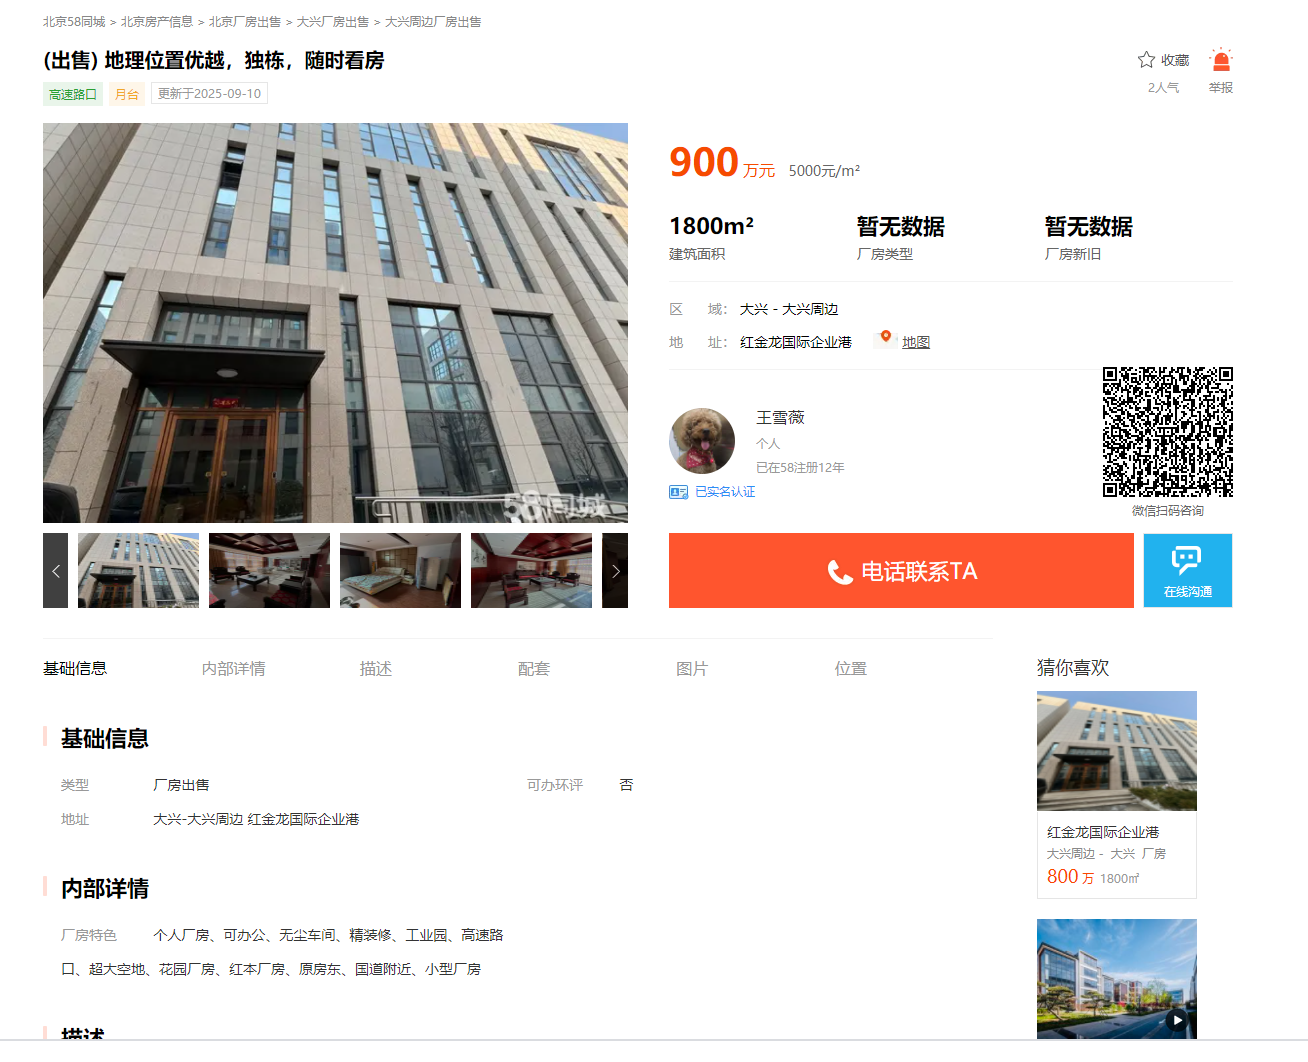 北京58同城 > 北京房产信息 > 北京厂房出售 > 大兴厂房出售 > 大兴周边厂房出售
(出售) 地理位置优越，独栋，随时看房
收藏
高速路口 月台 更新于2025-09-10
2人气 举报
900 万元 5000元/m²
1800m² 暂无数据 暂无数据
建筑面积 厂房类型 厂房新旧
区 域： 大兴 - 大兴周边
地 址： 红金龙国际企业港 地图
王雪薇
个人
已在58注册12年
已实名认证
微信扫码咨询
58同城
电话联系TA
在线沟通
基础信息 内部详情 描述 配套 图片 位置
猜你喜欢
基础信息
类型 厂房出售 可办环评 否
地址 大兴-大兴周边 红金龙国际企业港
红金龙国际企业港
大兴周边 - 大兴 厂房
800 万 1800㎡
内部详情
厂房特色 个人厂房、可办公、无尘车间、精装修、工业园、高速路
口、超大空地、花园厂房、红本厂房、原房东、国道附近、小型厂房
描述